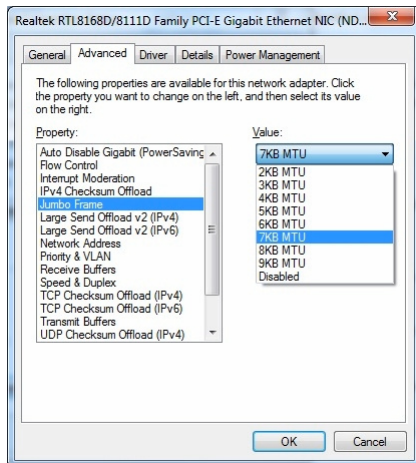 Realtek RTL8168D/8111D Family PCI-E Gigabit Ethernet NIC (ND...
General Advanced Driver Details Power Management
The following properties are available for this network adapter. Click
the property you want to change on the left, and then select its value
on the right.
Property:
Auto Disable Gigabit (PowerSaving
Flow Control
Interrupt Moderation
IPv4 Checksum Offload
Jumbo Frame
Large Send Offload v2 (IPv4)
Large Send Offload v2 (IPv6)
Network Address
Priority & VLAN
Receive Buffers
Speed & Duplex
TCP Checksum Offload (IPv4)
TCP Checksum Offload (IPv6)
Transmit Buffers
UDP Checksum Offload (IPv4)
Value:
7KB MTU
2KB MTU
3KB MTU
4KB MTU
5KB MTU
6KB MTU
7KB MTU
8KB MTU
9KB MTU
Disabled
OK Cancel